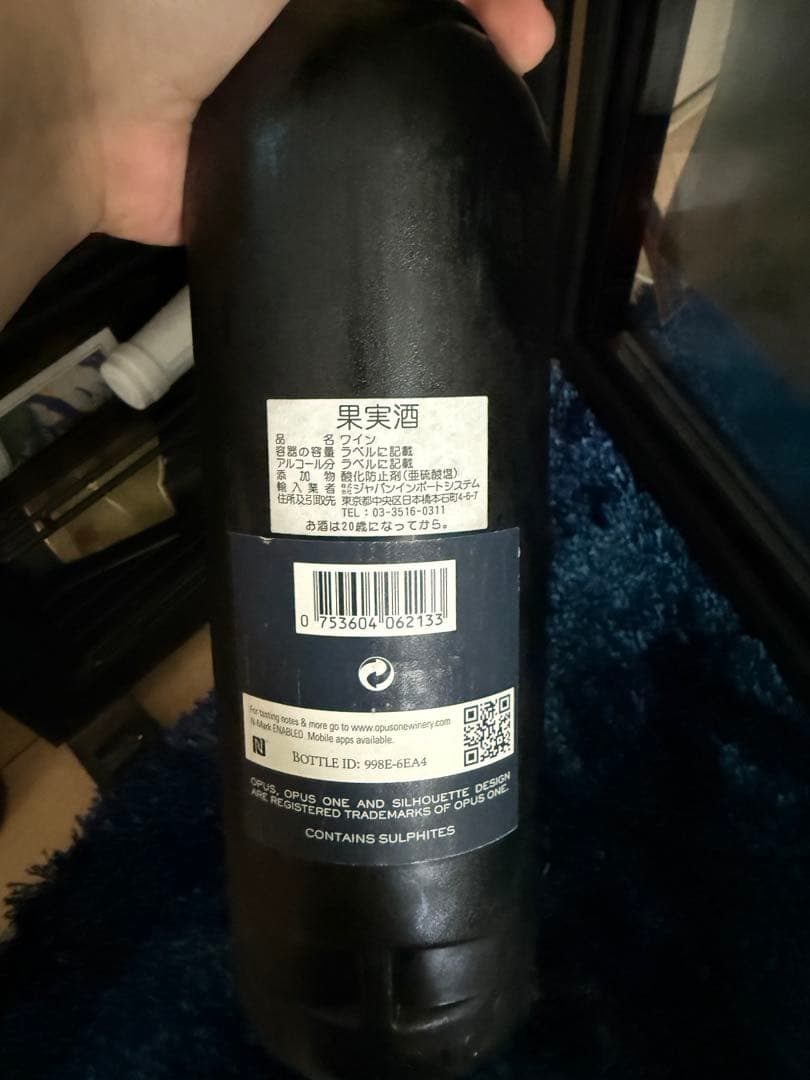 果実酒
品名 ワイン
容器の容量 ラベルに記載
アルコール分 ラベルに記載
添加物 酸化防止剤(亜硫酸塩)
輸入業者 株式会社ジャパンインポートシステム
住所及引取先 東京都中央区日本橋本石町4-6-7
TEL:03-3516-0311
お酒は20歳になってから。
0 753604 062133
For tasting notes & more go to www.opusonewinery.com
N-Mark ENABLED. Mobile apps available.
N
BOTTLE ID: 998E-6EA4
OPUS, OPUS ONE AND SILHOUETTE DESIGN
ARE REGISTERED TRADEMARKS OF OPUS ONE.
CONTAINS SULPHITES